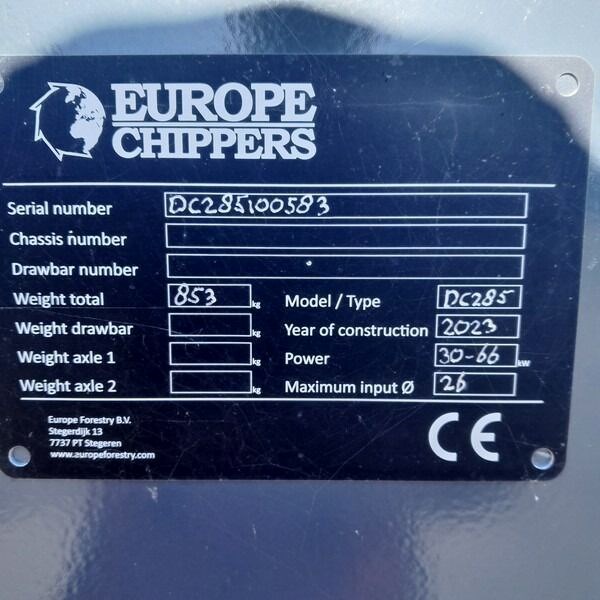 EUROPE
CHIPPERS
Serial number DC285100583
Chassis number
Drawbar number
Weight total 853 kg Model / Type DC285
Weight drawbar kg Year of construction 2023
Weight axle 1 kg Power 30-66 kW
Weight axle 2 kg Maximum input Ø 26
Europe Forestry B.V.
Stegerdijk 13
7737 PT Stegeren
www.europeforestry.com
CE